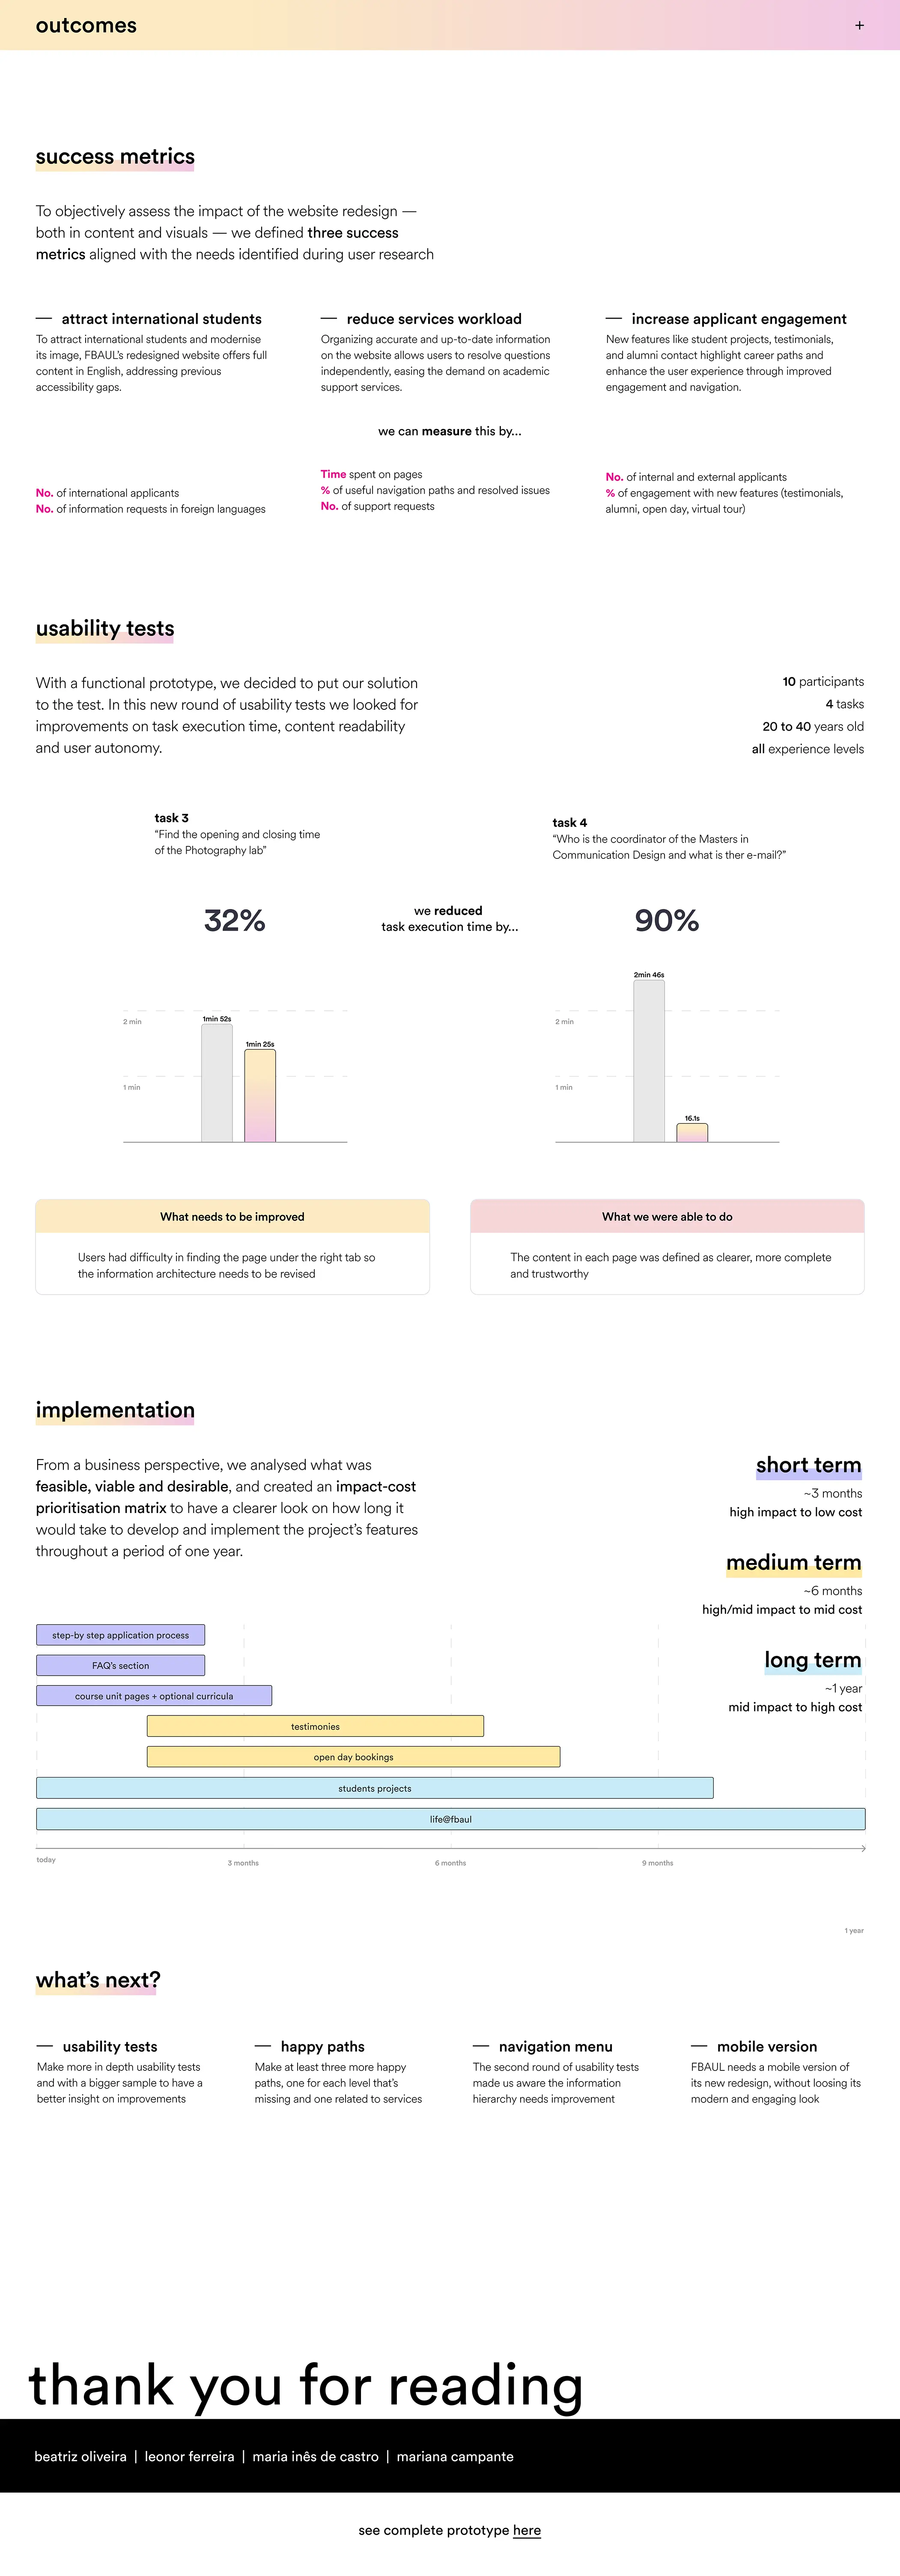 outcomes
+
success metrics
To objectively assess the impact of the website redesign —
both in content and visuals — we defined three success
metrics aligned with the needs identified during user research
— attract international students
To attract international students and modernise
its image, FBAUL's redesigned website offers full
content in English, addressing previous
accessibility gaps.
— reduce services workload
Organizing accurate and up-to-date information
on the website allows users to resolve questions
independently, easing the demand on academic
support services.
— increase applicant engagement
New features like student projects, testimonials,
and alumni contact highlight career paths and
enhance the user experience through improved
engagement and navigation.
we can measure this by...
No. of international applicants
No. of information requests in foreign languages
Time spent on pages
% of useful navigation paths and resolved issues
No. of support requests
No. of internal and external applicants
% of engagement with new features (testimonials,
alumni, open day, virtual tour)
usability tests
With a functional prototype, we decided to put our solution
to the test. In this new round of usability tests we looked for
improvements on task execution time, content readability
and user autonomy.
10 participants
4 tasks
20 to 40 years old
all experience levels
task 3
“Find the opening and closing time
of the Photography lab”
task 4
“Who is the coordinator of the Masters in
Communication Design and what is ther e-mail?”
32%
we reduced
task execution time by...
90%
2 min
1 min
1min 52s
1min 25s
2 min
1 min
2min 46s
16.1s
What needs to be improved
Users had difficulty in finding the page under the right tab so
the information architecture needs to be revised
What we were able to do
The content in each page was defined as clearer, more complete
and trustworthy
implementation
From a business perspective, we analysed what was
feasible, viable and desirable, and created an impact-cost
prioritisation matrix to have a clearer look on how long it
would take to develop and implement the project's features
throughout a period of one year.
short term
~3 months
high impact to low cost
medium term
~6 months
high/mid impact to mid cost
long term
~1 year
mid impact to high cost
step-by step application process
FAQ's section
course unit pages + optional curricula
testimonies
open day bookings
students projects
life@fbaul
today
3 months
6 months
9 months
1 year
what's next?
— usability tests
Make more in depth usability tests
and with a bigger sample to have a
better insight on improvements
— happy paths
Make at least three more happy
paths, one for each level that's
missing and one related to services
— navigation menu
The second round of usability tests
made us aware the information
hierarchy needs improvement
— mobile version
FBAUL needs a mobile version of
its new redesign, without loosing its
modern and engaging look
thank you for reading
beatriz oliveira | leonor ferreira | maria inês de castro | mariana campante
see complete prototype here